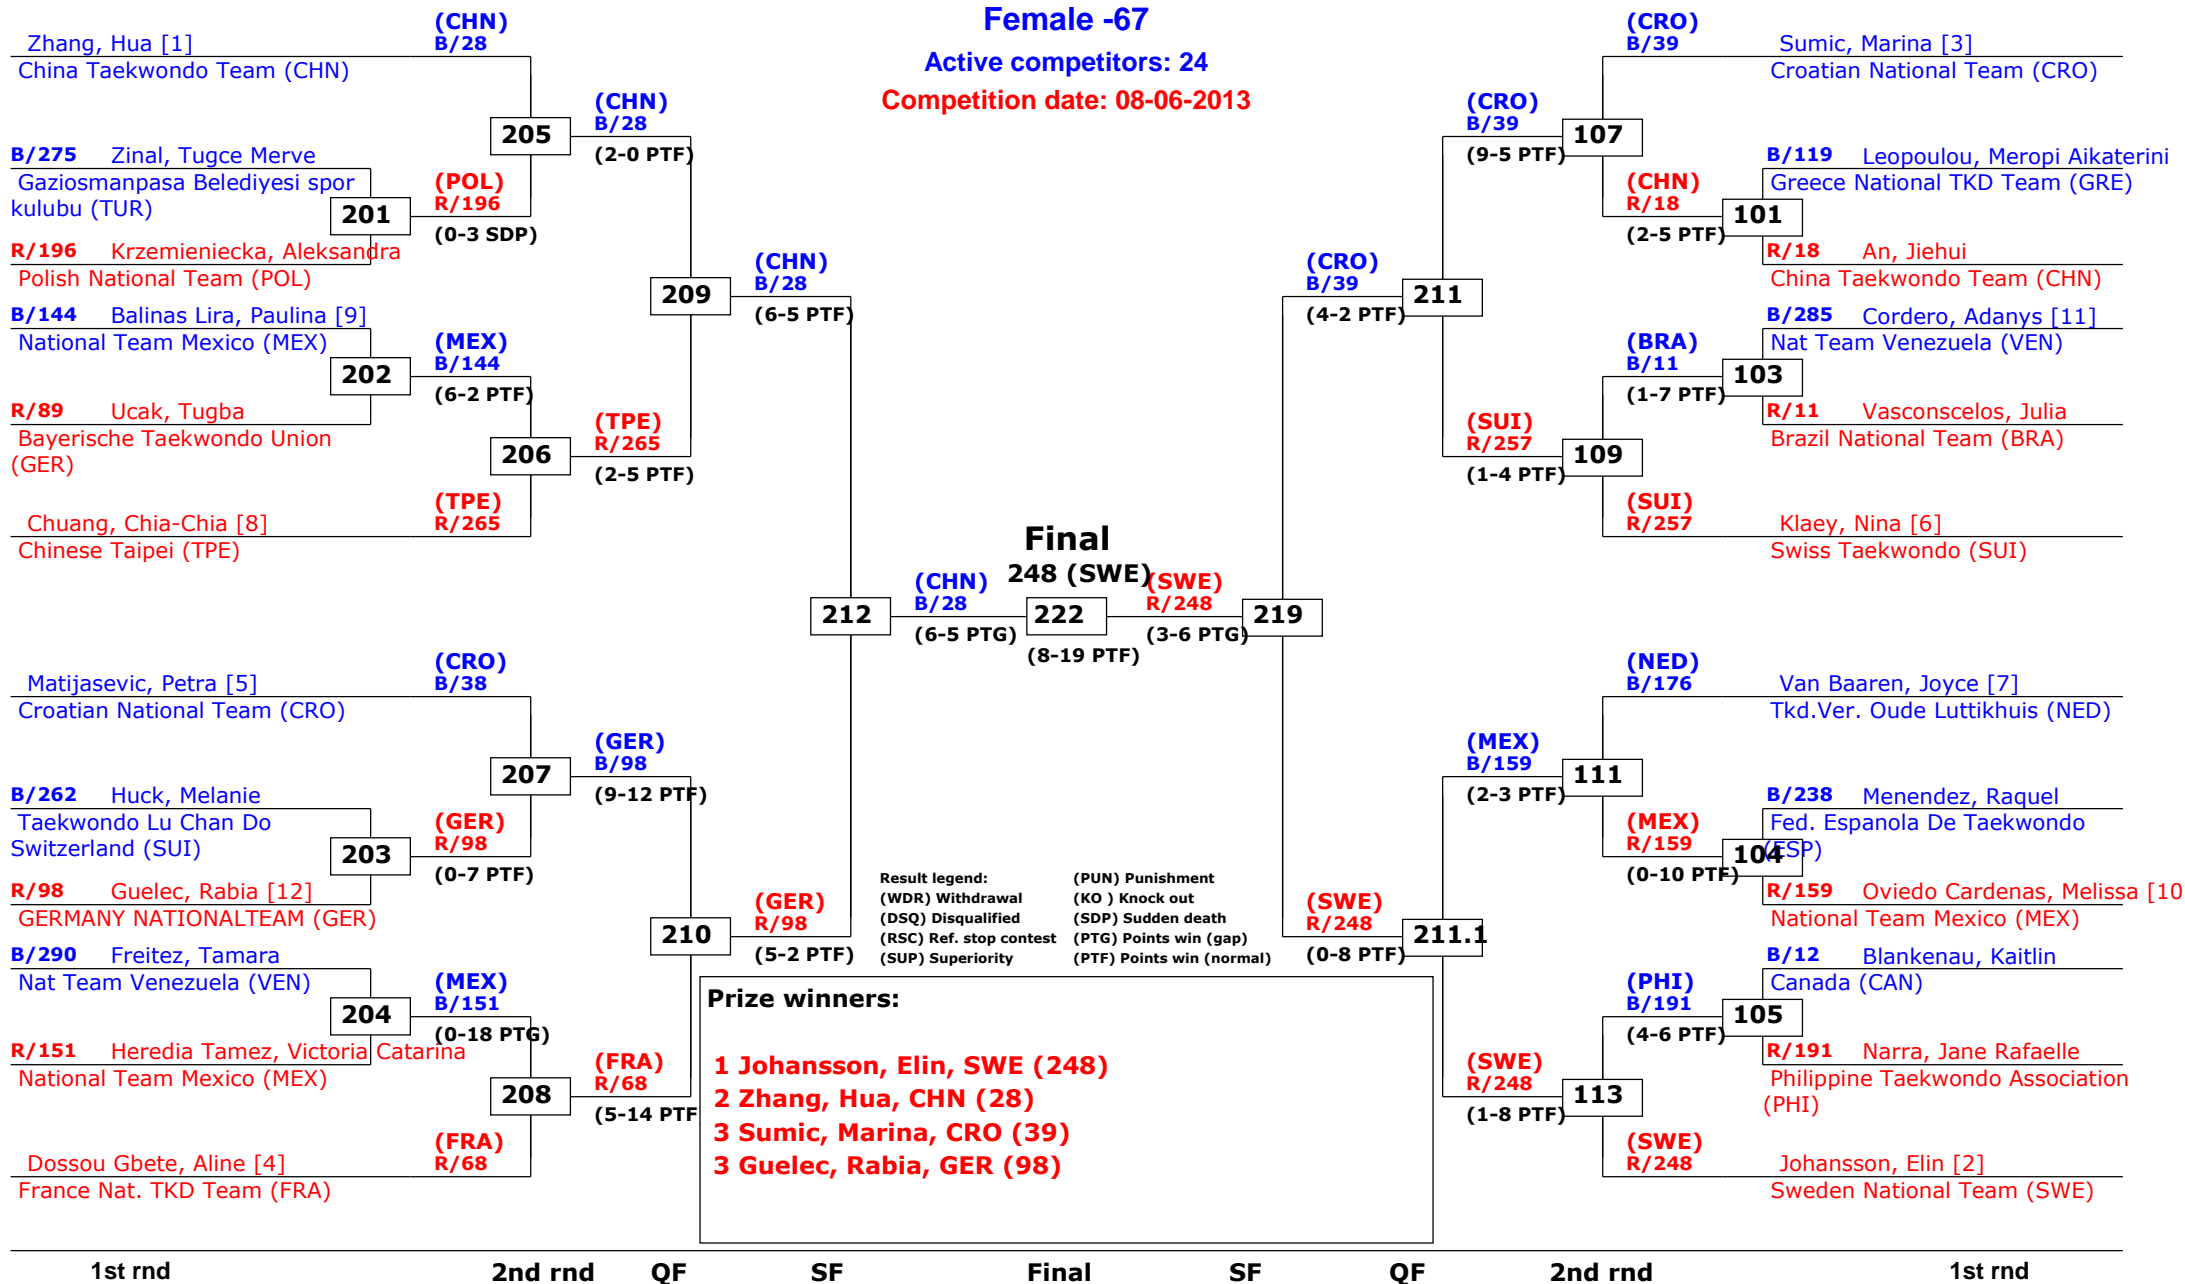 Female -67
Active competitors: 24
Competition date: 08-06-2013
Zhang, Hua [1]
China Taekwondo Team (CHN)
(CHN)
B/28
B/275 Zinal, Tugce Merve
Gaziosmanpasa Belediyesi spor
kulubu (TUR)
201
R/196 Krzemieniecka, Aleksandra
Polish National Team (POL)
(POL)
R/196
(0-3 SDP)
205
(CHN)
B/28
(2-0 PTF)
B/144 Balinas Lira, Paulina [9]
National Team Mexico (MEX)
202
R/89 Ucak, Tugba
Bayerische Taekwondo Union
(GER)
(MEX)
B/144
(6-2 PTF)
206
Chuang, Chia-Chia [8]
Chinese Taipei (TPE)
(TPE)
R/265
(TPE)
R/265
(2-5 PTF)
209
(CHN)
B/28
(6-5 PTF)
Matijasevic, Petra [5]
Croatian National Team (CRO)
(CRO)
B/38
B/262 Huck, Melanie
Taekwondo Lu Chan Do
Switzerland (SUI)
203
R/98 Guelec, Rabia [12]
GERMANY NATIONALTEAM (GER)
(GER)
R/98
(0-7 PTF)
207
(GER)
B/98
(9-12 PTF)
B/290 Freitez, Tamara
Nat Team Venezuela (VEN)
204
R/151 Heredia Tamez, Victoria Catarina
National Team Mexico (MEX)
(MEX)
B/151
(0-18 PTG)
208
Dossou Gbete, Aline [4]
France Nat. TKD Team (FRA)
(FRA)
R/68
(FRA)
R/68
(5-14 PTF
210
(GER)
R/98
(5-2 PTF)
212
(CHN)
B/28
(6-5 PTG)
Final
248 (SWE)
222
(8-19 PTF)
(SWE)
R/248
(3-6 PTG)
219
(CRO)
B/39
(4-2 PTF)
211
(CRO)
B/39
(9-5 PTF)
107
(CRO)
B/39
Sumic, Marina [3]
Croatian National Team (CRO)
(CHN)
R/18
(2-5 PTF)
101
B/119 Leopoulou, Meropi Aikaterini
Greece National TKD Team (GRE)
R/18 An, Jiehui
China Taekwondo Team (CHN)
(SUI)
R/257
(1-4 PTF)
109
(BRA)
B/11
(1-7 PTF)
103
B/285 Cordero, Adanys [11]
Nat Team Venezuela (VEN)
R/11 Vasconscelos, Julia
Brazil National Team (BRA)
(SUI)
R/257
Klaey, Nina [6]
Swiss Taekwondo (SUI)
(SWE)
R/248
(0-8 PTF)
211.1
(MEX)
B/159
(2-3 PTF)
111
(NED)
B/176
Van Baaren, Joyce [7]
Tkd.Ver. Oude Luttikhuis (NED)
(MEX)
R/159
(0-10 PTF)
104
B/238 Menendez, Raquel
Fed. Espanola De Taekwondo
(ESP)
R/159 Oviedo Cardenas, Melissa [10
National Team Mexico (MEX)
(SWE)
R/248
(1-8 PTF)
113
(PHI)
B/191
(4-6 PTF)
105
B/12 Blankenau, Kaitlin
Canada (CAN)
R/191 Narra, Jane Rafaelle
Philippine Taekwondo Association
(PHI)
(SWE)
R/248
Johansson, Elin [2]
Sweden National Team (SWE)
Result legend:
(WDR) Withdrawal
(DSQ) Disqualified
(RSC) Ref. stop contest
(SUP) Superiority
(PUN) Punishment
(KO ) Knock out
(SDP) Sudden death
(PTG) Points win (gap)
(PTF) Points win (normal)
Prize winners:
1 Johansson, Elin, SWE (248)
2 Zhang, Hua, CHN (28)
3 Sumic, Marina, CRO (39)
3 Guelec, Rabia, GER (98)
1st rnd 2nd rnd QF SF Final SF QF 2nd rnd 1st rnd